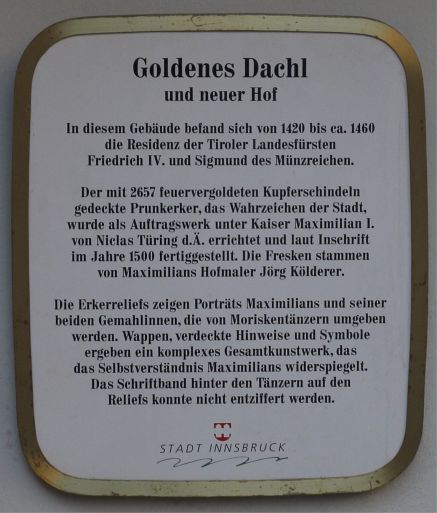 Goldenes Dachl
und neuer Hof
In diesem Gebäude befand sich von 1420 bis ca. 1460
die Residenz der Tiroler Landesfürsten
Friedrich IV. und Sigmund des Münzreichen.
Der mit 2657 feuervergoldeten Kupferschindeln
gedeckte Prunkerker, das Wahrzeichen der Stadt,
wurde als Auftragswerk unter Kaiser Maximilian I.
von Niclas Türing d.Ä. errichtet und laut Inschrift
im Jahre 1500 fertiggestellt. Die Fresken stammen
von Maximilians Hofmaler Jörg Kölderer.
Die Erkerreliefs zeigen Porträts Maximilians und seiner
beiden Gemahlinnen, die von Moriskentänzern umgeben
werden. Wappen, verdeckte Hinweise und Symbole
ergeben ein komplexes Gesamtkunstwerk, das
das Selbstverständnis Maximilians widerspiegelt.
Das Schriftband hinter den Tänzern auf den
Reliefs konnte nicht entziffert werden.
STADT INNSBRUCK